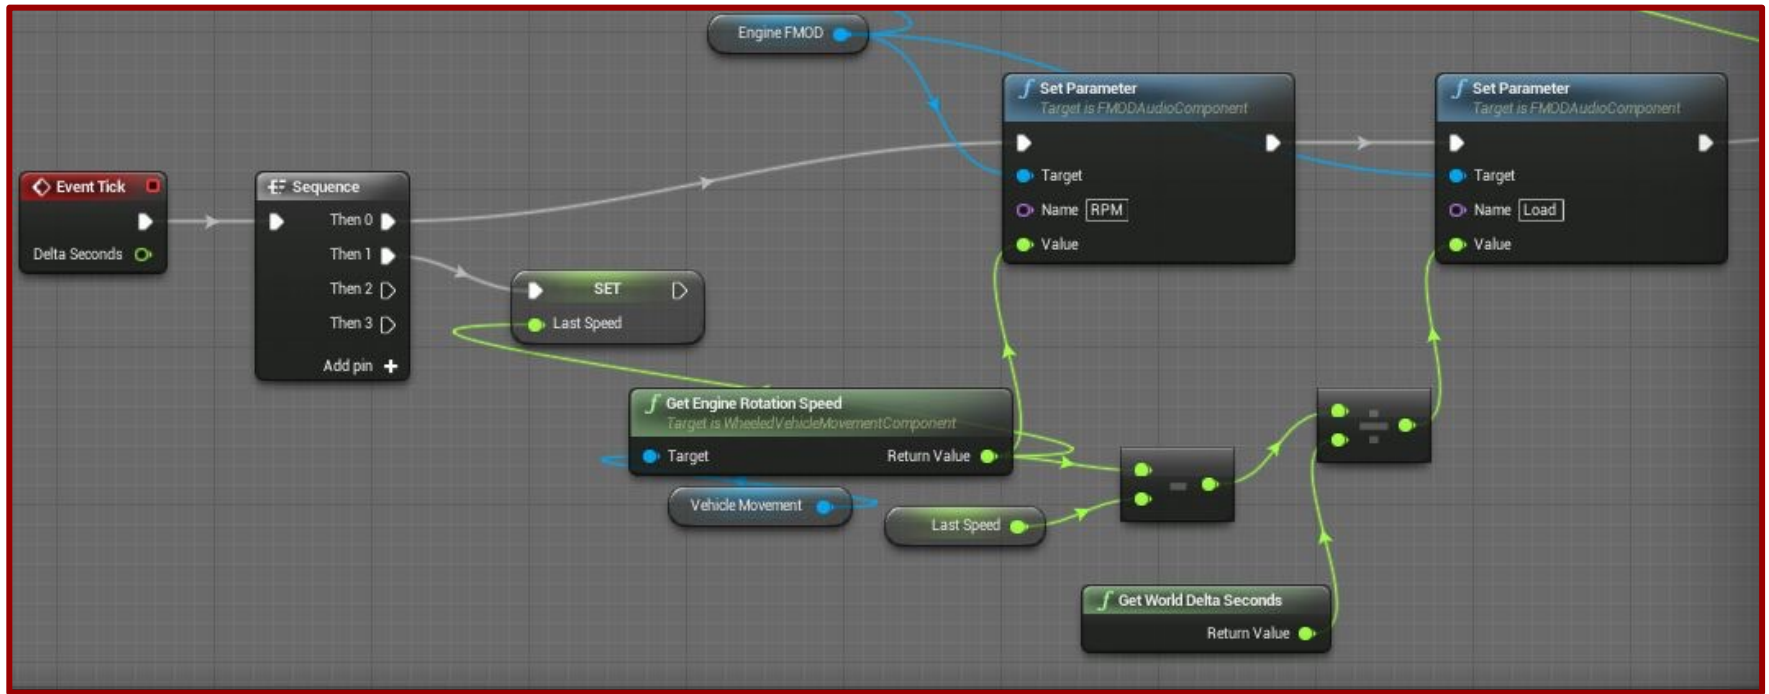 Engine FMOD
Event Tick
Delta Seconds
Sequence
Then 0
Then 1
Then 2
Then 3
Add pin
SET
Last Speed
Set Parameter
Target is FMODAudioComponent
Target
Name RPM
Value
Set Parameter
Target is FMODAudioComponent
Target
Name Load
Value
Get Engine Rotation Speed
Target is WheeledVehicleMovementComponent
Target Return Value
Vehicle Movement
Last Speed
Get World Delta Seconds
Return Value